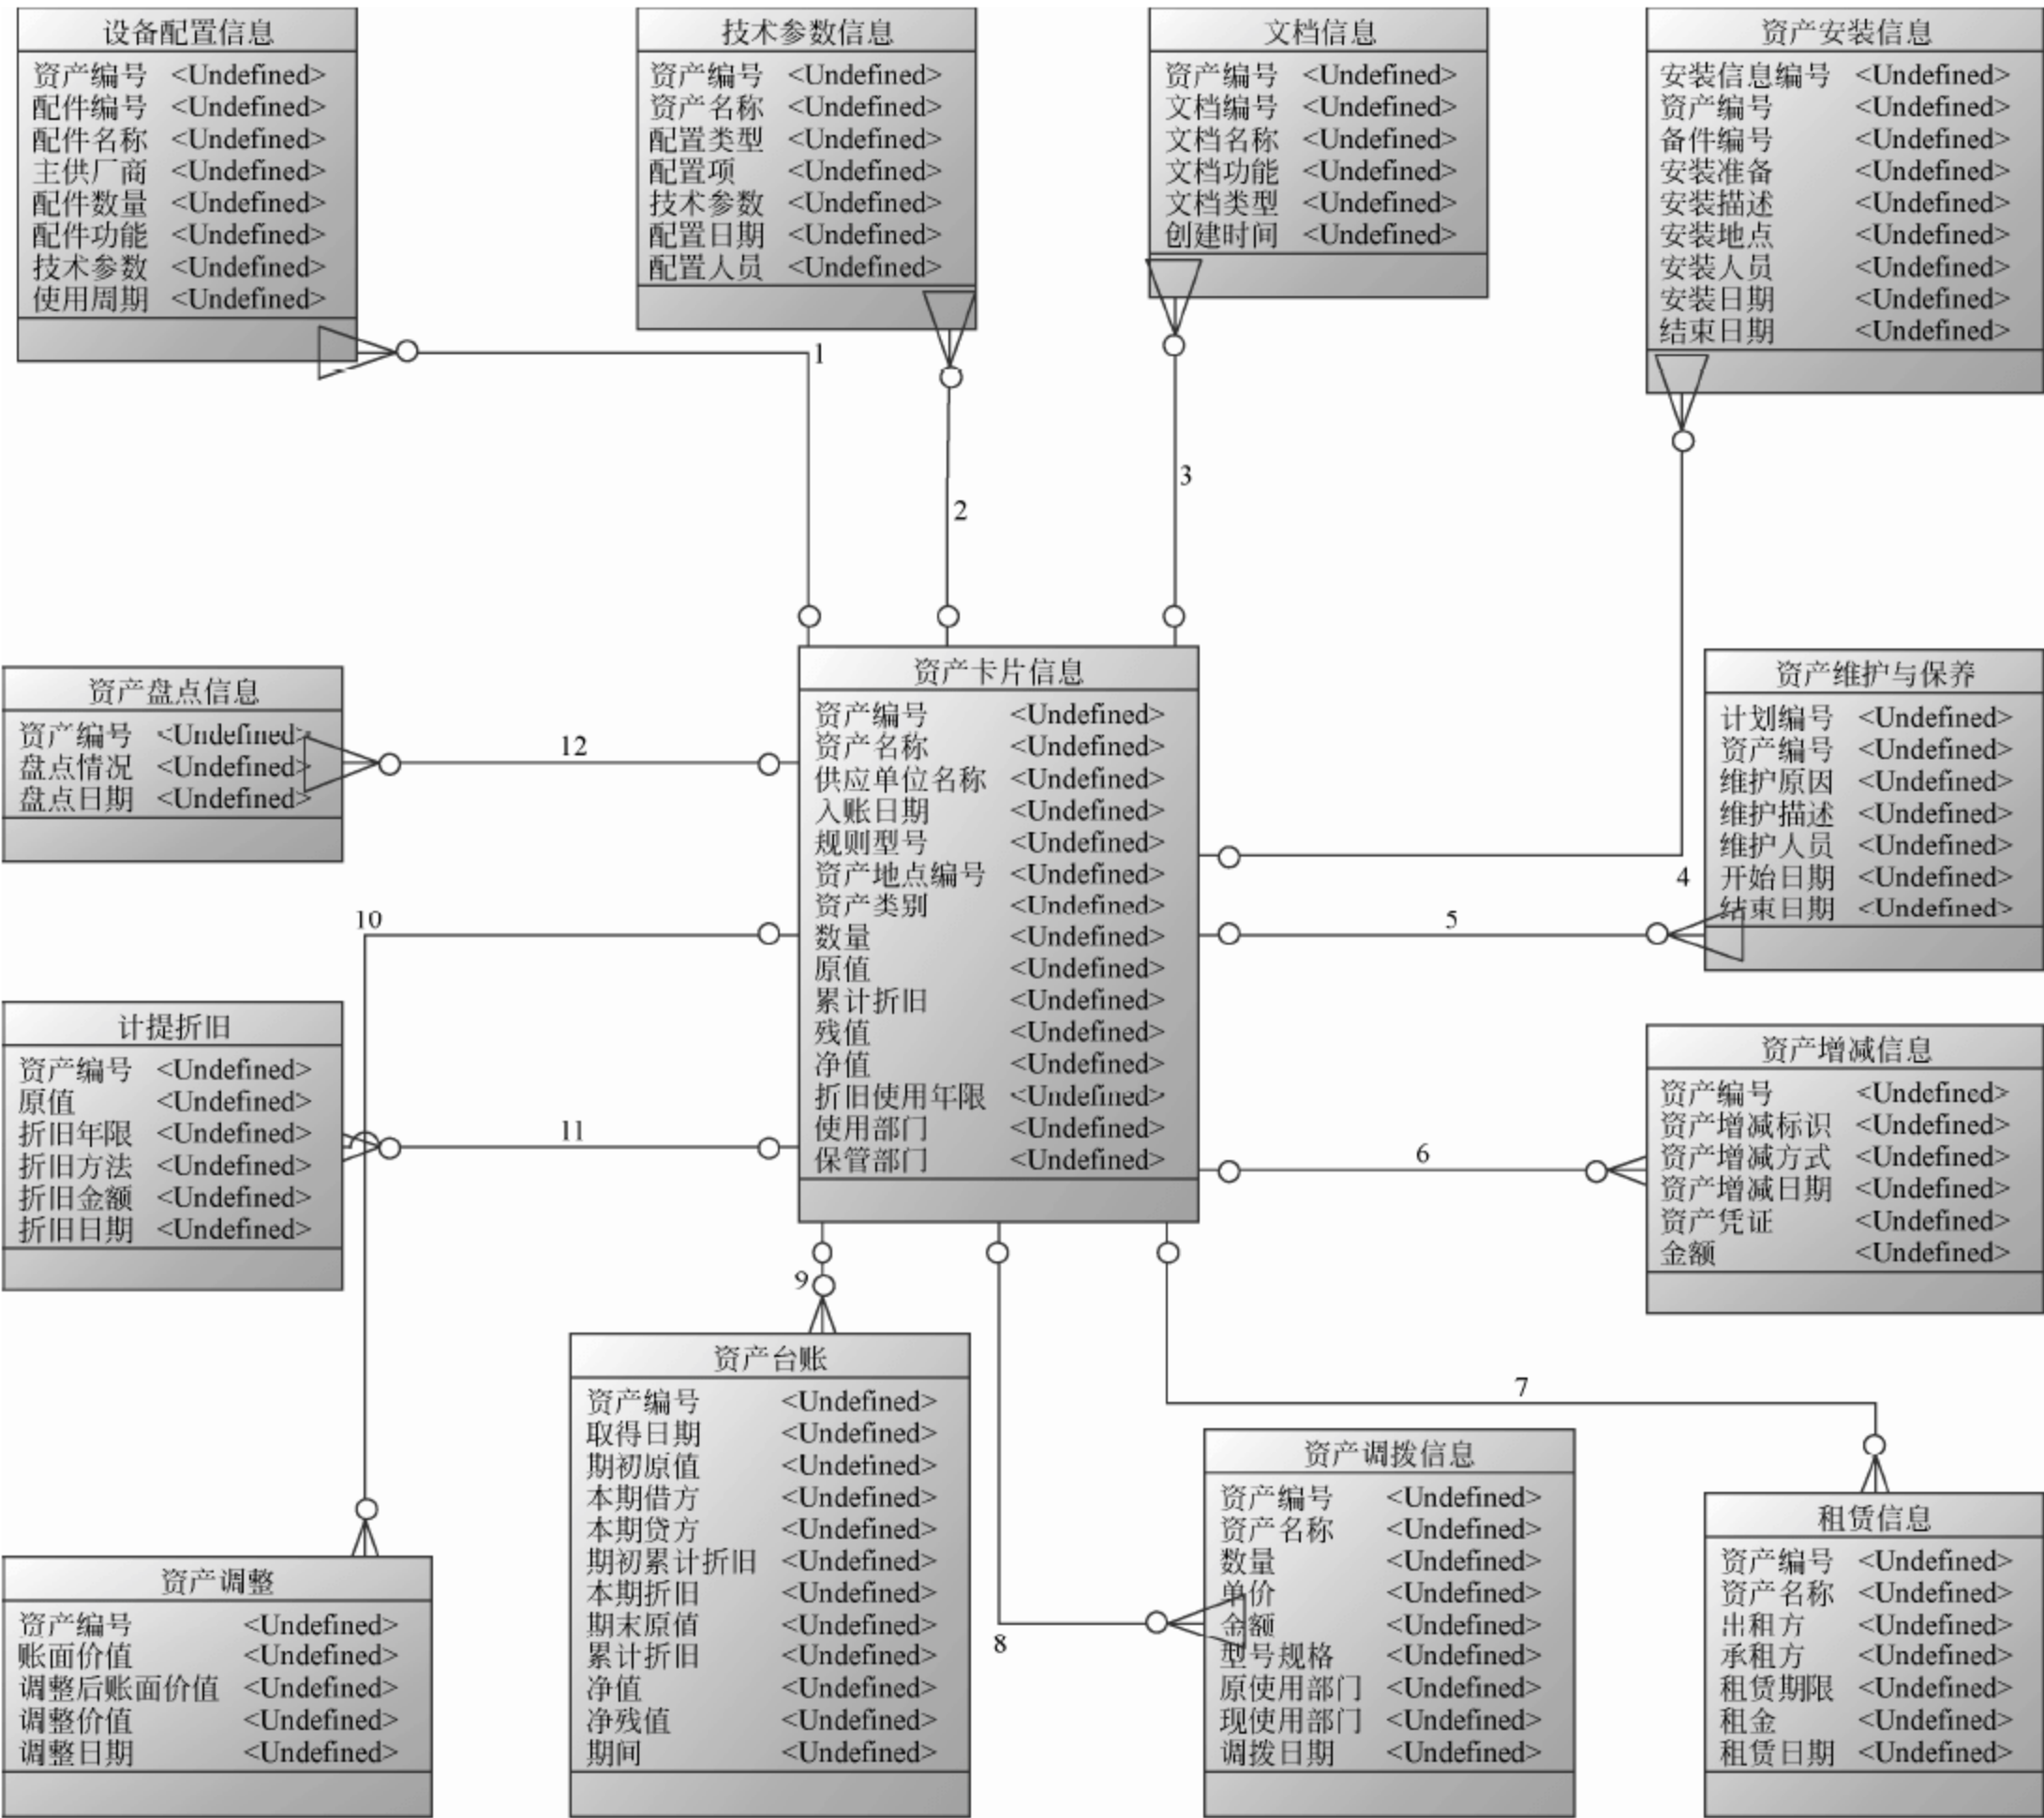 设备配置信息
资产编号 <Undefined>
配件编号 <Undefined>
配件名称 <Undefined>
主供厂商 <Undefined>
配件数量 <Undefined>
配件功能 <Undefined>
技术参数 <Undefined>
使用周期 <Undefined>
技术参数信息
资产编号 <Undefined>
资产名称 <Undefined>
配置类型 <Undefined>
配置项 <Undefined>
技术参数 <Undefined>
配置日期 <Undefined>
配置人员 <Undefined>
文档信息
资产编号 <Undefined>
文档编号 <Undefined>
文档名称 <Undefined>
文档功能 <Undefined>
文档类型 <Undefined>
创建时间 <Undefined>
资产安装信息
安装信息编号 <Undefined>
资产编号 <Undefined>
备件编号 <Undefined>
安装准备 <Undefined>
安装描述 <Undefined>
安装地点 <Undefined>
安装人员 <Undefined>
安装日期 <Undefined>
结束日期 <Undefined>
1
2
3
4
资产盘点信息
资产编号 <Undefined>
盘点情况 <Undefined>
盘点日期 <Undefined>
12
资产卡片信息
资产编号 <Undefined>
资产名称 <Undefined>
供应单位名称 <Undefined>
入账日期 <Undefined>
规则型号 <Undefined>
资产地点编号 <Undefined>
资产类别 <Undefined>
数量 <Undefined>
原值 <Undefined>
累计折旧 <Undefined>
残值 <Undefined>
净值 <Undefined>
折旧使用年限 <Undefined>
使用部门 <Undefined>
保管部门 <Undefined>
资产维护与保养
计划编号 <Undefined>
资产编号 <Undefined>
维护原因 <Undefined>
维护描述 <Undefined>
维护人员 <Undefined>
开始日期 <Undefined>
结束日期 <Undefined>
5
10
计提折旧
资产编号 <Undefined>
原值 <Undefined>
折旧年限 <Undefined>
折旧方法 <Undefined>
折旧金额 <Undefined>
折旧日期 <Undefined>
11
6
资产增减信息
资产编号 <Undefined>
资产增减标识 <Undefined>
资产增减方式 <Undefined>
资产增减日期 <Undefined>
资产凭证 <Undefined>
金额 <Undefined>
9
7
8
资产调整
资产编号 <Undefined>
账面价值 <Undefined>
调整后账面价值 <Undefined>
调整价值 <Undefined>
调整日期 <Undefined>
资产台账
资产编号 <Undefined>
取得日期 <Undefined>
期初原值 <Undefined>
本期借方 <Undefined>
本期贷方 <Undefined>
期初累计折旧 <Undefined>
本期折旧 <Undefined>
期末原值 <Undefined>
累计折旧 <Undefined>
净值 <Undefined>
净残值 <Undefined>
期间 <Undefined>
资产调拨信息
资产编号 <Undefined>
资产名称 <Undefined>
数量 <Undefined>
单价 <Undefined>
金额 <Undefined>
型号规格 <Undefined>
原使用部门 <Undefined>
现使用部门 <Undefined>
调拨日期 <Undefined>
租赁信息
资产编号 <Undefined>
资产名称 <Undefined>
出租方 <Undefined>
承租方 <Undefined>
租赁期限 <Undefined>
租金 <Undefined>
租赁日期 <Undefined>